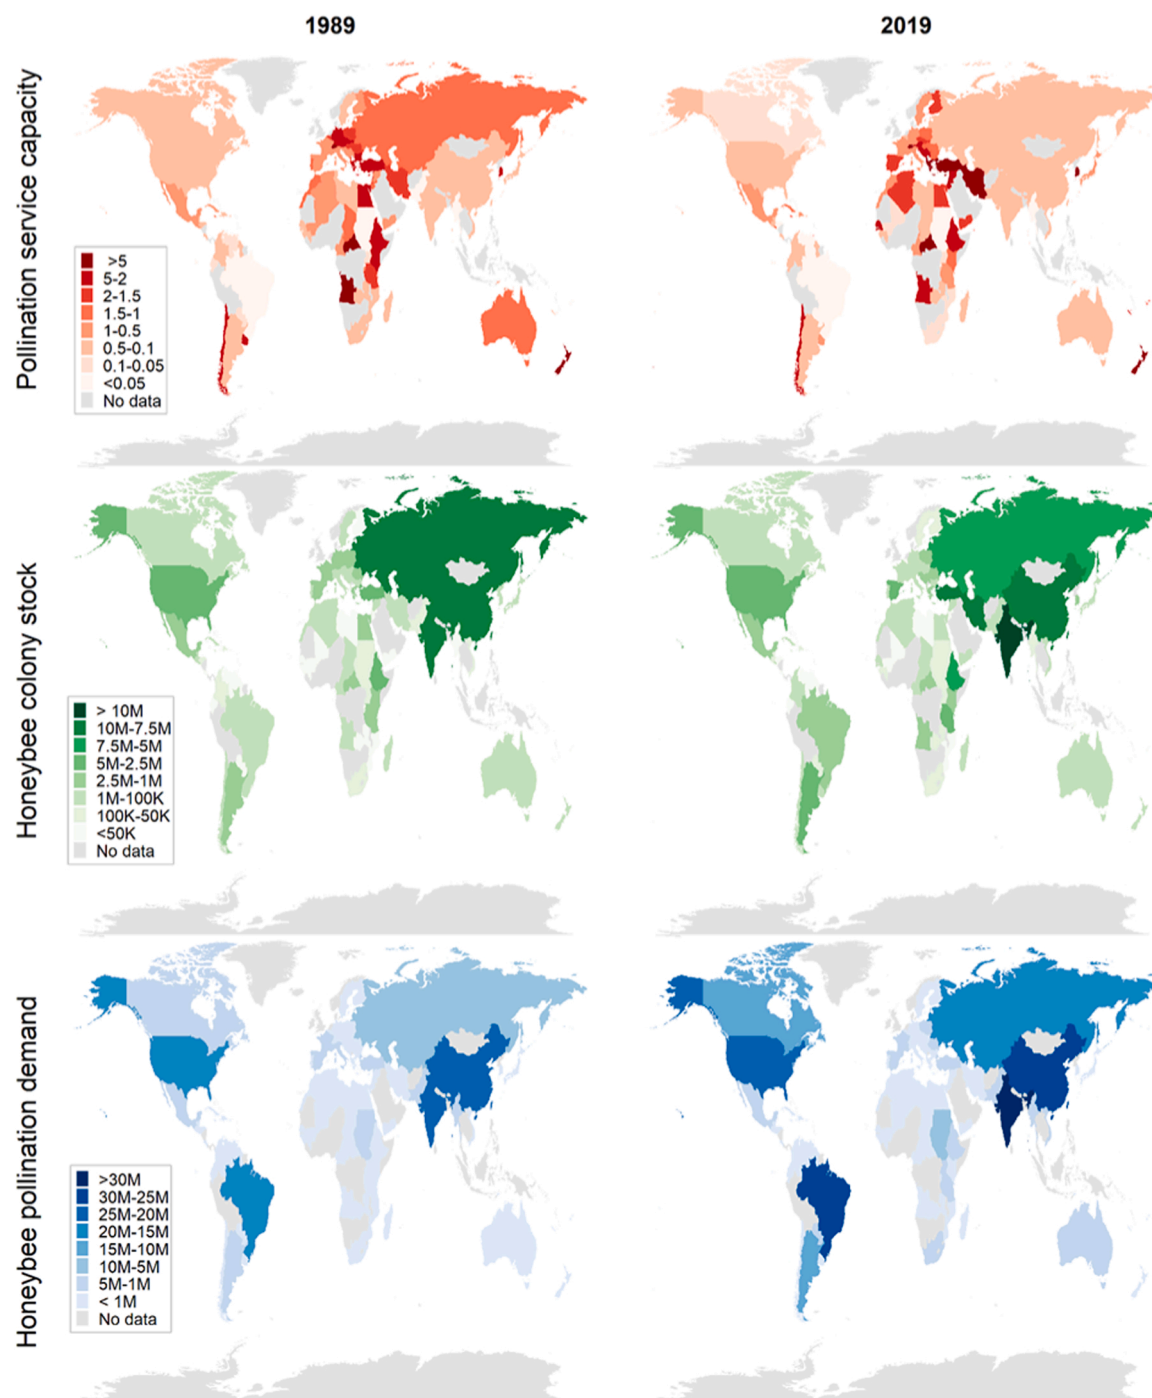 1989
2019
Pollination service capacity
>5
5-2
2-1.5
1.5-1
1-0.5
0.5-0.1
0.1-0.05
<0.05
No data
Honeybee colony stock
> 10M
10M-7.5M
7.5M-5M
5M-2.5M
2.5M-1M
1M-100K
100K-50K
<50K
No data
Honeybee pollination demand
>30M
30M-25M
25M-20M
20M-15M
15M-10M
10M-5M
5M-1M
< 1M
No data